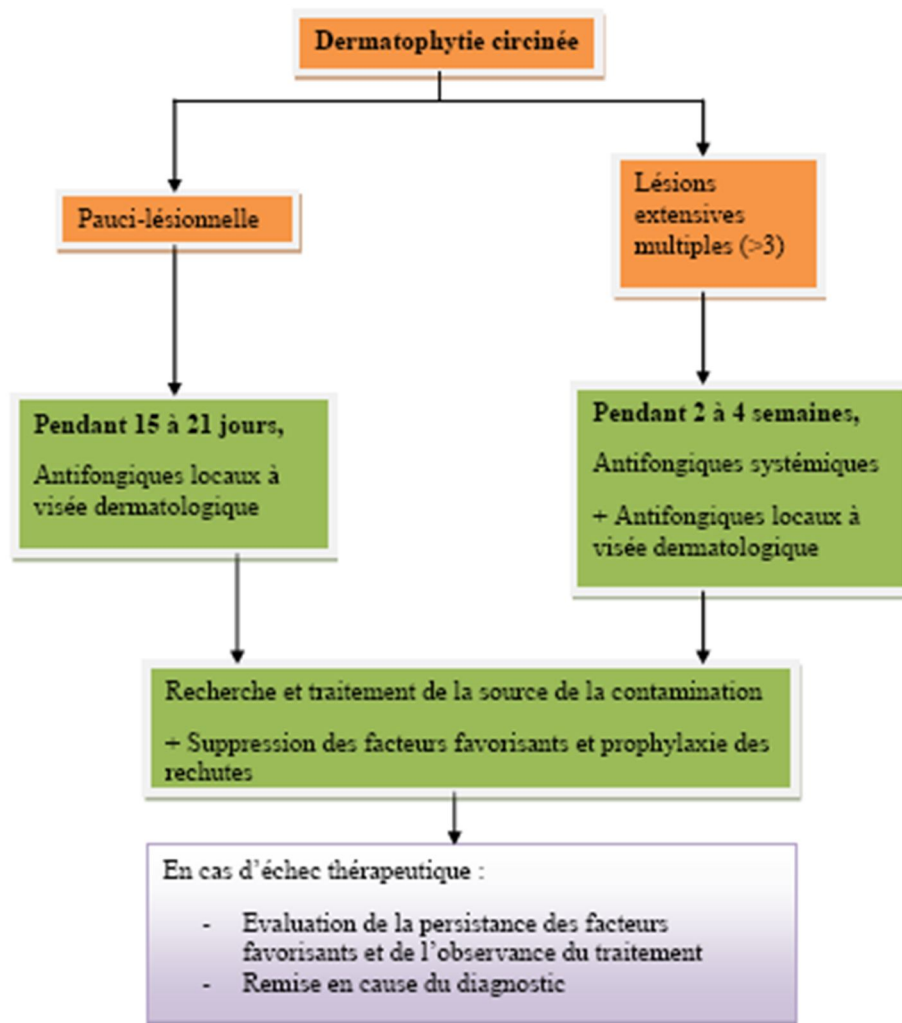 Dermatophytie circinée
Pauci-lésionnelle
Lésions
extensives
multiples (>3)
Pendant 15 à 21 jours,
Antifongiques locaux à
visée dermatologique
Pendant 2 à 4 semaines,
Antifongiques systémiques
+ Antifongiques locaux à
visée dermatologique
Recherche et traitement de la source de la contamination
+ Suppression des facteurs favorisants et prophylaxie des
rechutes
En cas d’échec thérapeutique :
- Evaluation de la persistance des facteurs
favorisants et de l’observance du traitement
- Remise en cause du diagnostic